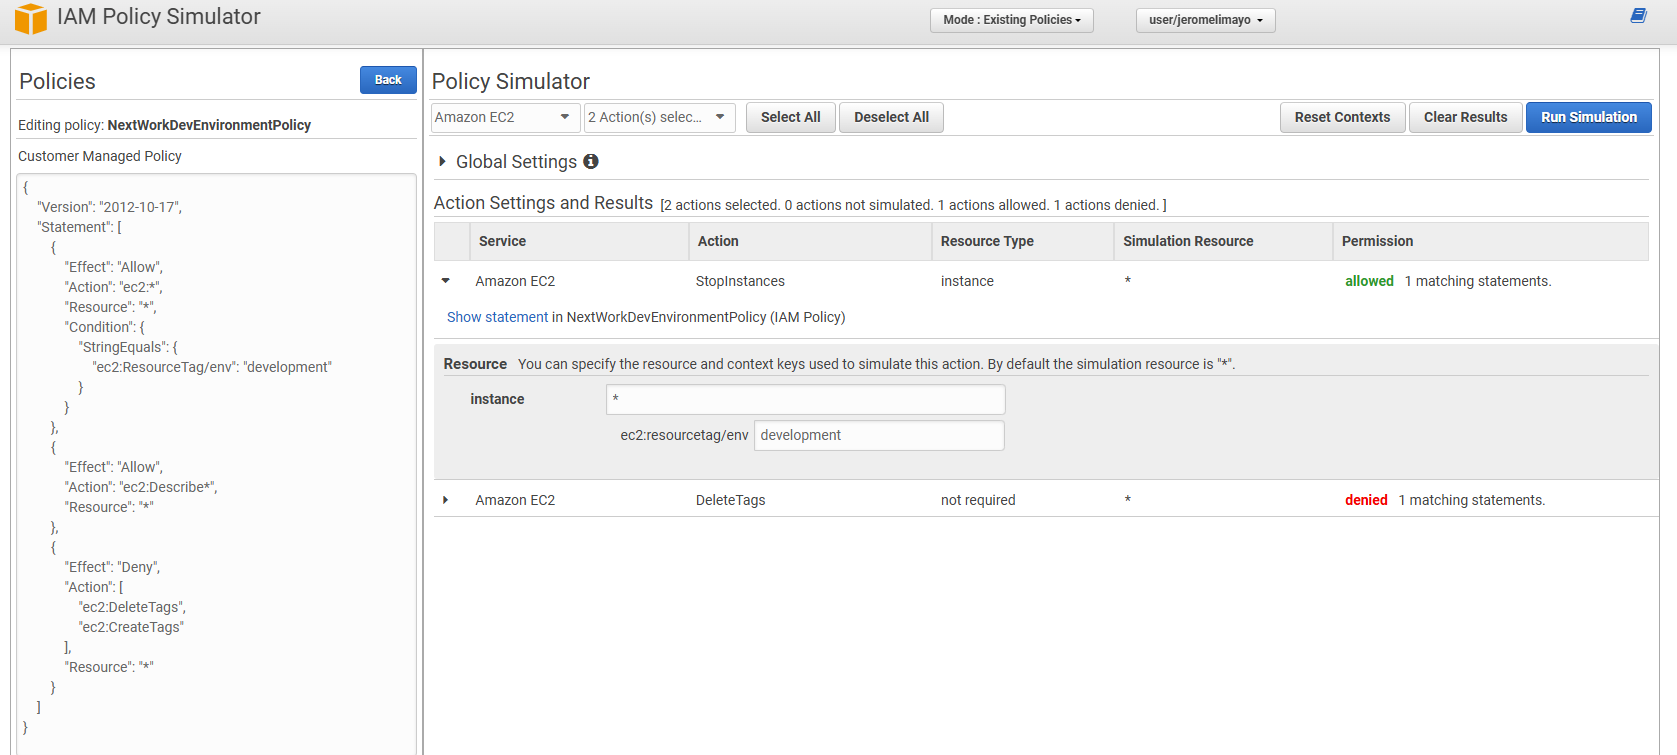 IAM Policy Simulator
Mode : Existing Policies
user/jeromelimayo
Policies
Back
Editing policy: NextWorkDevEnvironmentPolicy
Customer Managed Policy
{
"Version": "2012-10-17",
"Statement": [
{
"Effect": "Allow",
"Action": "ec2:*",
"Resource": "*",
"Condition": {
"StringEquals": {
"ec2:ResourceTag/env": "development"
}
}
},
{
"Effect": "Allow",
"Action": "ec2:Describe*",
"Resource": "*"
},
{
"Effect": "Deny",
"Action": [
"ec2:DeleteTags",
"ec2:CreateTags"
],
"Resource": "*"
}
]
}
Policy Simulator
Amazon EC2
2 Action(s) selec...
Select All
Deselect All
Reset Contexts
Clear Results
Run Simulation
Global Settings
Action Settings and Results [2 actions selected. 0 actions not simulated. 1 actions allowed. 1 actions denied. ]
Service Action Resource Type Simulation Resource Permission
Amazon EC2 StopInstances instance * allowed 1 matching statements.
Show statement in NextWorkDevEnvironmentPolicy (IAM Policy)
Resource You can specify the resource and context keys used to simulate this action. By default the simulation resource is "*".
instance *
ec2:resourcetag/env development
Amazon EC2 DeleteTags not required * denied 1 matching statements.